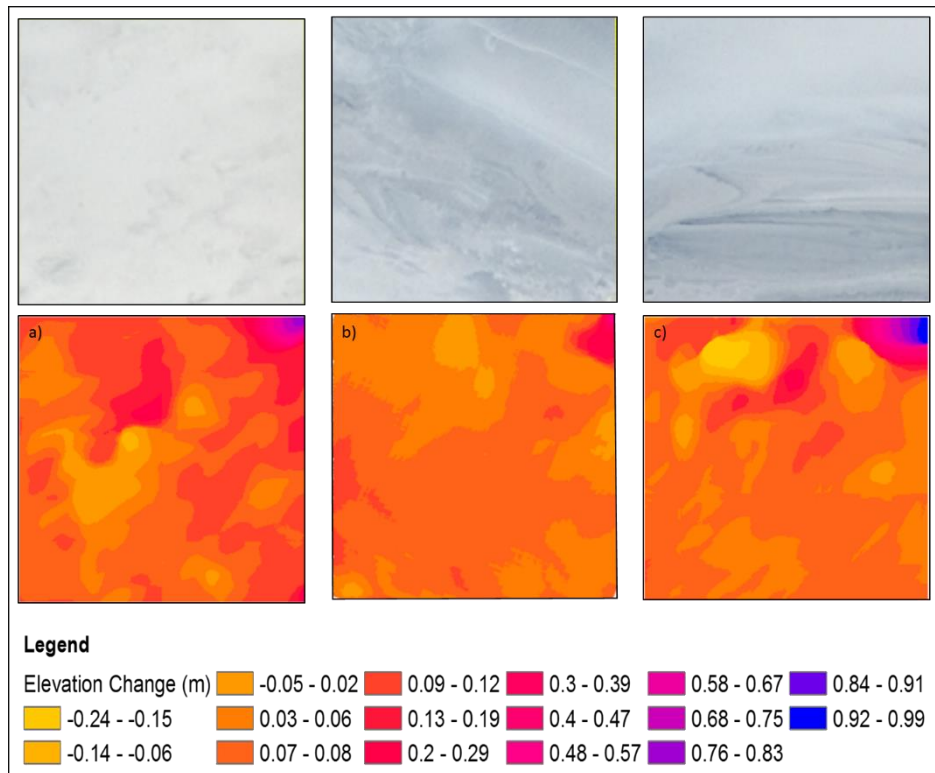 a)
b)
c)
Legend
Elevation Change (m) -0.05 - 0.02 0.09 - 0.12 0.3 - 0.39 0.58 - 0.67 0.84 - 0.91
-0.24 - -0.15 0.03 - 0.06 0.13 - 0.19 0.4 - 0.47 0.68 - 0.75 0.92 - 0.99
-0.14 - -0.06 0.07 - 0.08 0.2 - 0.29 0.48 - 0.57 0.76 - 0.83